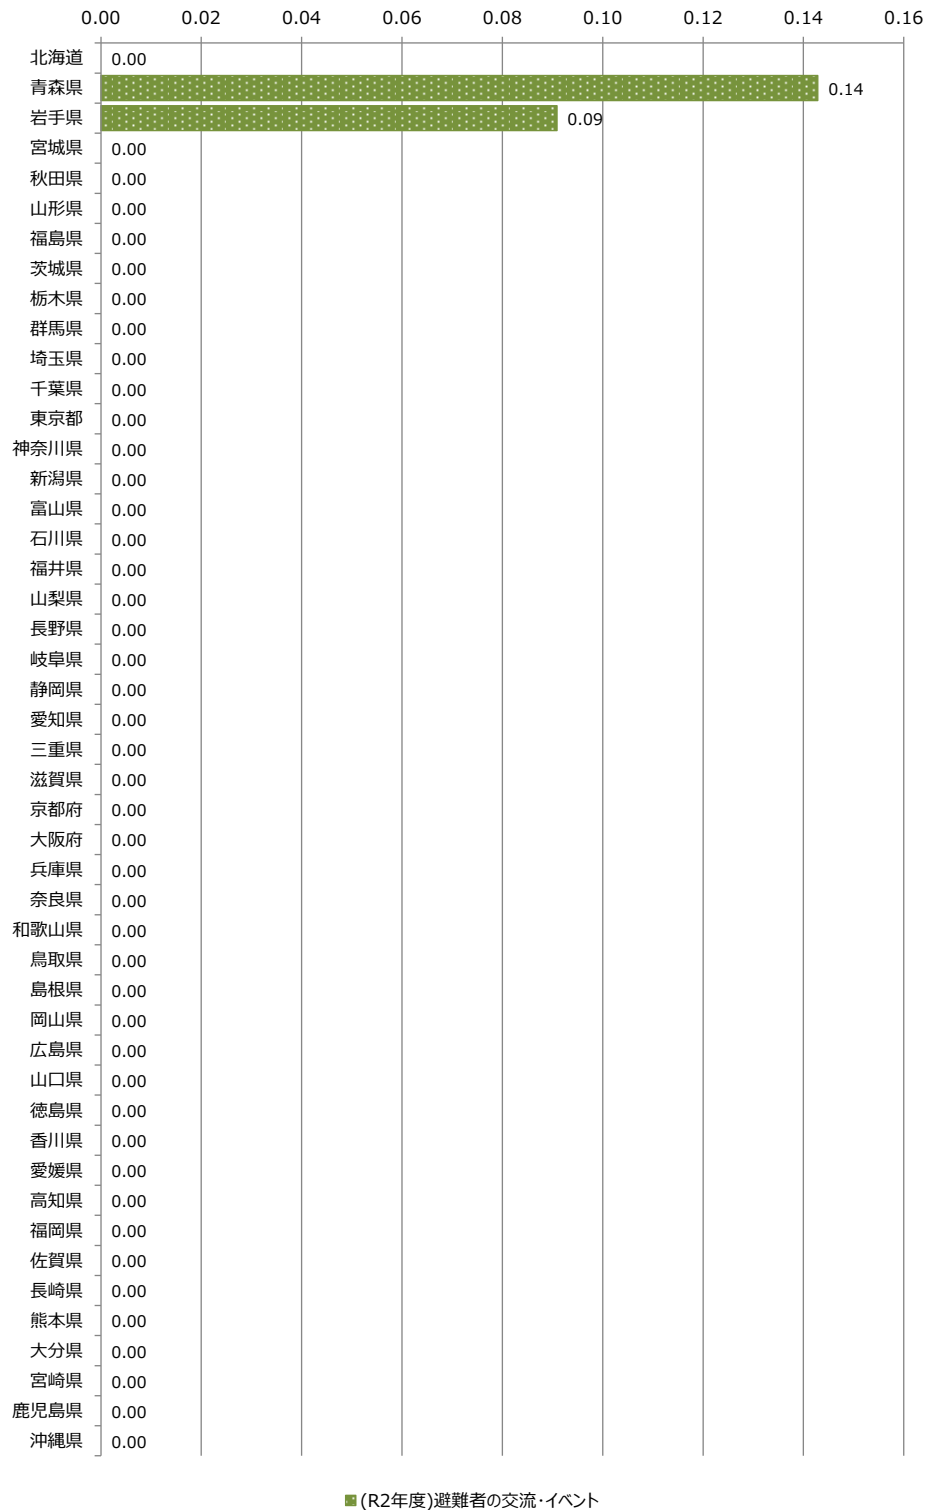 0.00 0.02 0.04 0.06 0.08 0.10 0.12 0.14 0.16
北海道 0.00
青森県 0.14
岩手県 0.09
宮城県 0.00
秋田県 0.00
山形県 0.00
福島県 0.00
茨城県 0.00
栃木県 0.00
群馬県 0.00
埼玉県 0.00
千葉県 0.00
東京都 0.00
神奈川県 0.00
新潟県 0.00
富山県 0.00
石川県 0.00
福井県 0.00
山梨県 0.00
長野県 0.00
岐阜県 0.00
静岡県 0.00
愛知県 0.00
三重県 0.00
滋賀県 0.00
京都府 0.00
大阪府 0.00
兵庫県 0.00
奈良県 0.00
和歌山県 0.00
鳥取県 0.00
島根県 0.00
岡山県 0.00
広島県 0.00
山口県 0.00
徳島県 0.00
香川県 0.00
愛媛県 0.00
高知県 0.00
福岡県 0.00
佐賀県 0.00
長崎県 0.00
熊本県 0.00
大分県 0.00
宮崎県 0.00
鹿児島県 0.00
沖縄県 0.00
(R2年度)避難者の交流・イベント